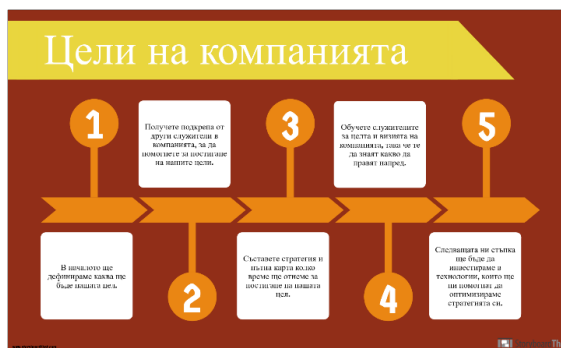 Цели на компанията
1
В началото ще
дефинираме каква ще
бъде нашата цел.
Получете подкрепа от
други служители в
компанията, за да
помогнете за постигане
на нашите цели.
2
3
Съставете стратегия и
пътна карта колко
време ще отнеме за
постигане на нашата
цел.
Обучете служителите
за целта и визията на
компанията, така че те
да знаят какво да
правят напред.
4
5
Следващата ни стъпка
ще бъде да
инвестираме в
технологии, които ще
ни помогнат да
оптимизираме
стратегията си.